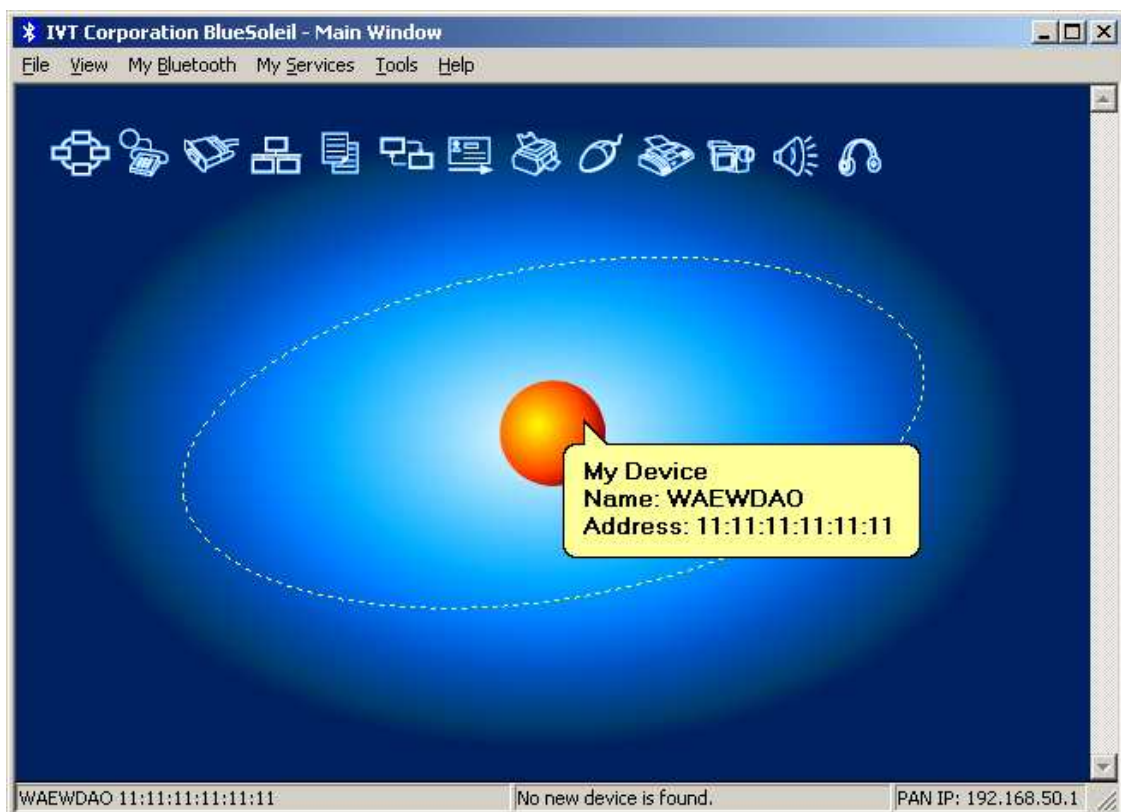 IVT Corporation BlueSoleil - Main Window
File View My Bluetooth My Services Tools Help
My Device
Name: WAEWDAO
Address: 11:11:11:11:11:11
WAEWDAO 11:11:11:11:11:11 No new device is found. PAN IP: 192.168.50.1